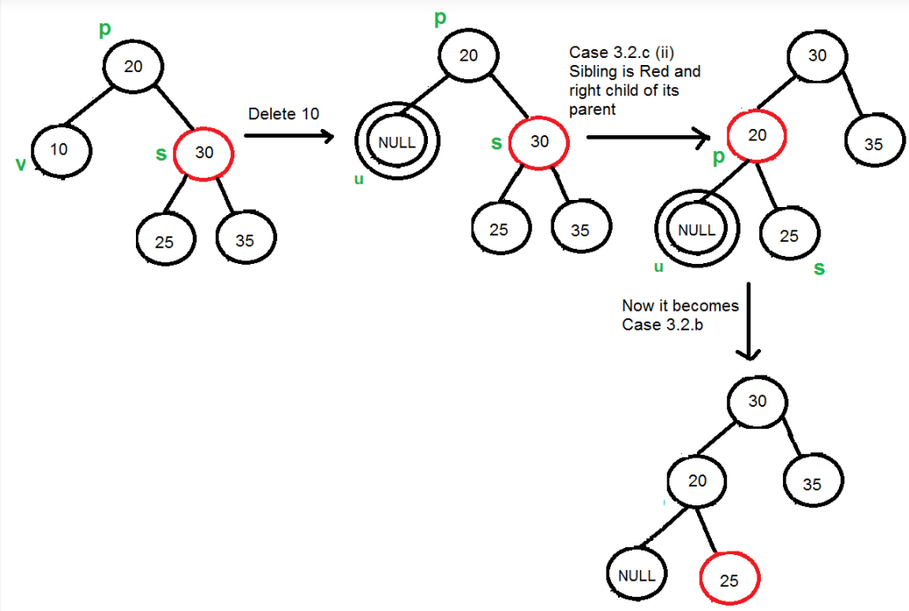 p
20
10
v
s
30
25
35
Delete 10
p
20
NULL
u
s
30
25
35
Case 3.2.c (ii)
Sibling is Red and
right child of its
parent
30
20
p
35
NULL
u
25
s
Now it becomes
Case 3.2.b
30
20
35
NULL
25